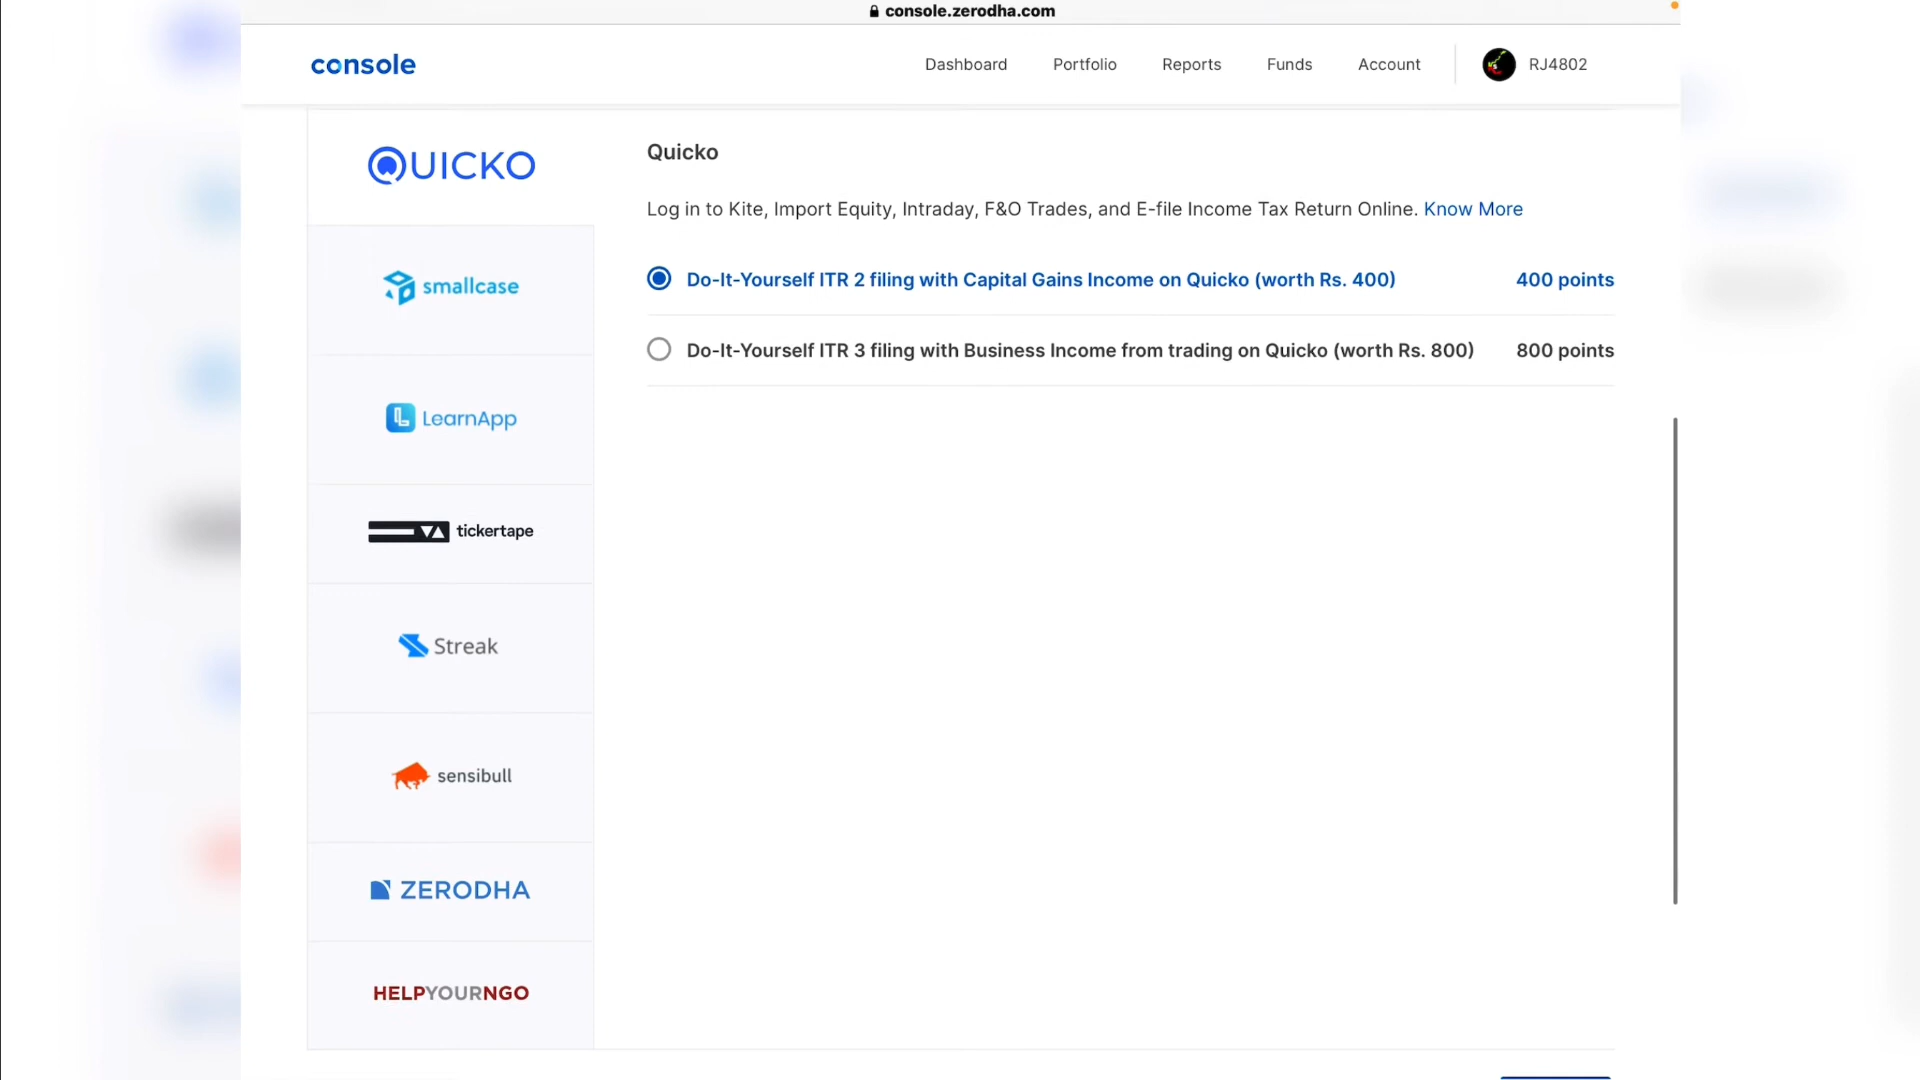 console.zerodha.com
console
Dashboard
Portfolio
Reports
Funds
Account
RJ4802
QUICKO
Quicko
Log in to Kite, Import Equity, Intraday, F&O Trades, and E-file Income Tax Return Online. Know More
Do-It-Yourself ITR 2 filing with Capital Gains Income on Quicko (worth Rs. 400) 400 points
Do-It-Yourself ITR 3 filing with Business Income from trading on Quicko (worth Rs. 800) 800 points
smallcase
LearnApp
tickertape
Streak
sensibull
ZERODHA
HELPYOURNGO